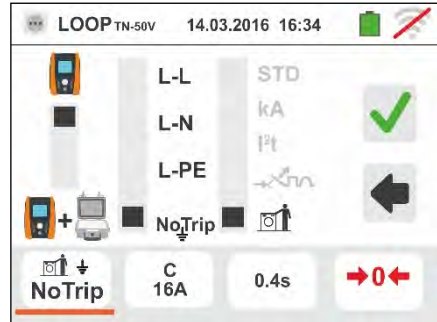 LOOP TN-50V 14.03.2016 16:34
L-L STD
L-N kA
I²t
L-PE
NoTrip
NoTrip C 16A 0.4s →0←